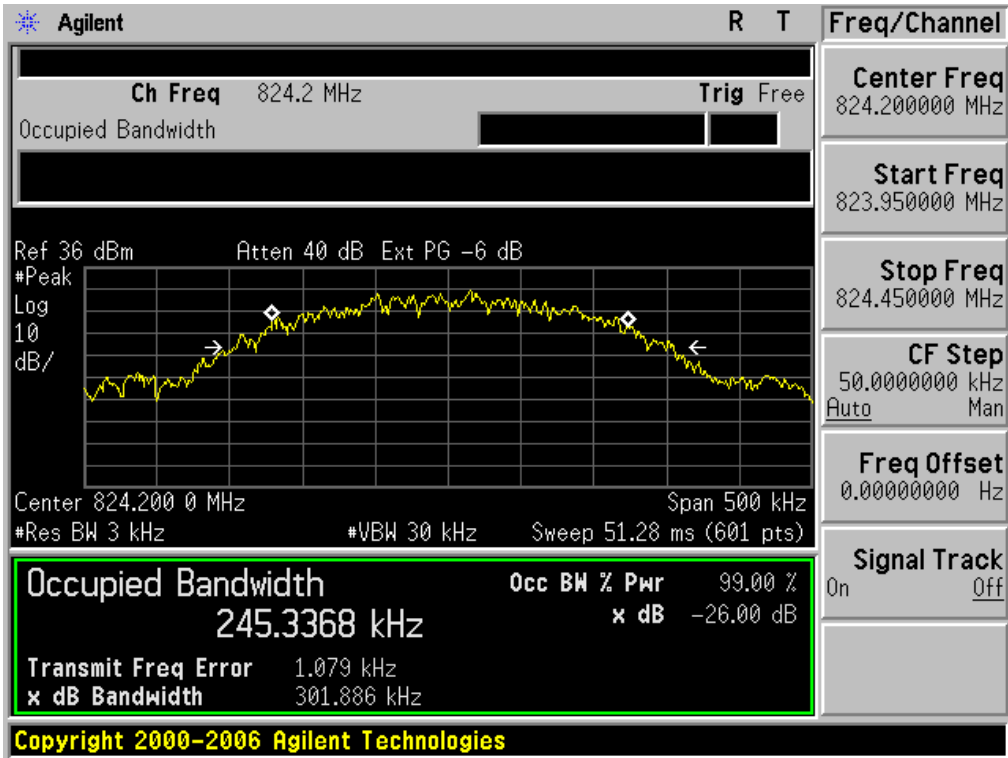 Agilent R T Freq/Channel
Ch Freq 824.2 MHz Trig Free
Occupied Bandwidth
Center Freq
824.200000 MHz
Start Freq
823.950000 MHz
Stop Freq
824.450000 MHz
CF Step
50.0000000 kHz
Auto Man
Freq Offset
0.00000000 Hz
Signal Track
On Off
Ref 36 dBm Atten 40 dB Ext PG -6 dB
#Peak
Log
10
dB/
Center 824.200 0 MHz Span 500 kHz
#Res BW 3 kHz #VBW 30 kHz Sweep 51.28 ms (601 pts)
Occupied Bandwidth Occ BW % Pwr 99.00 %
245.3368 kHz x dB -26.00 dB
Transmit Freq Error 1.079 kHz
x dB Bandwidth 301.886 kHz
Copyright 2000-2006 Agilent Technologies